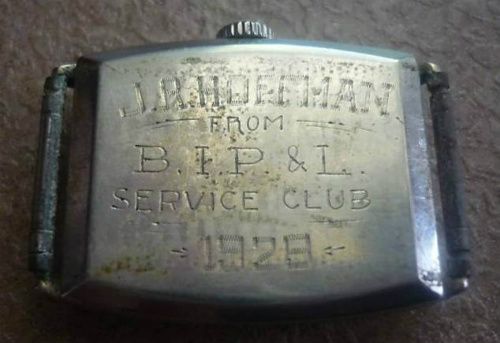 J.R. HOFFMAN
FROM
B.I.P. & L.
SERVICE CLUB
1928